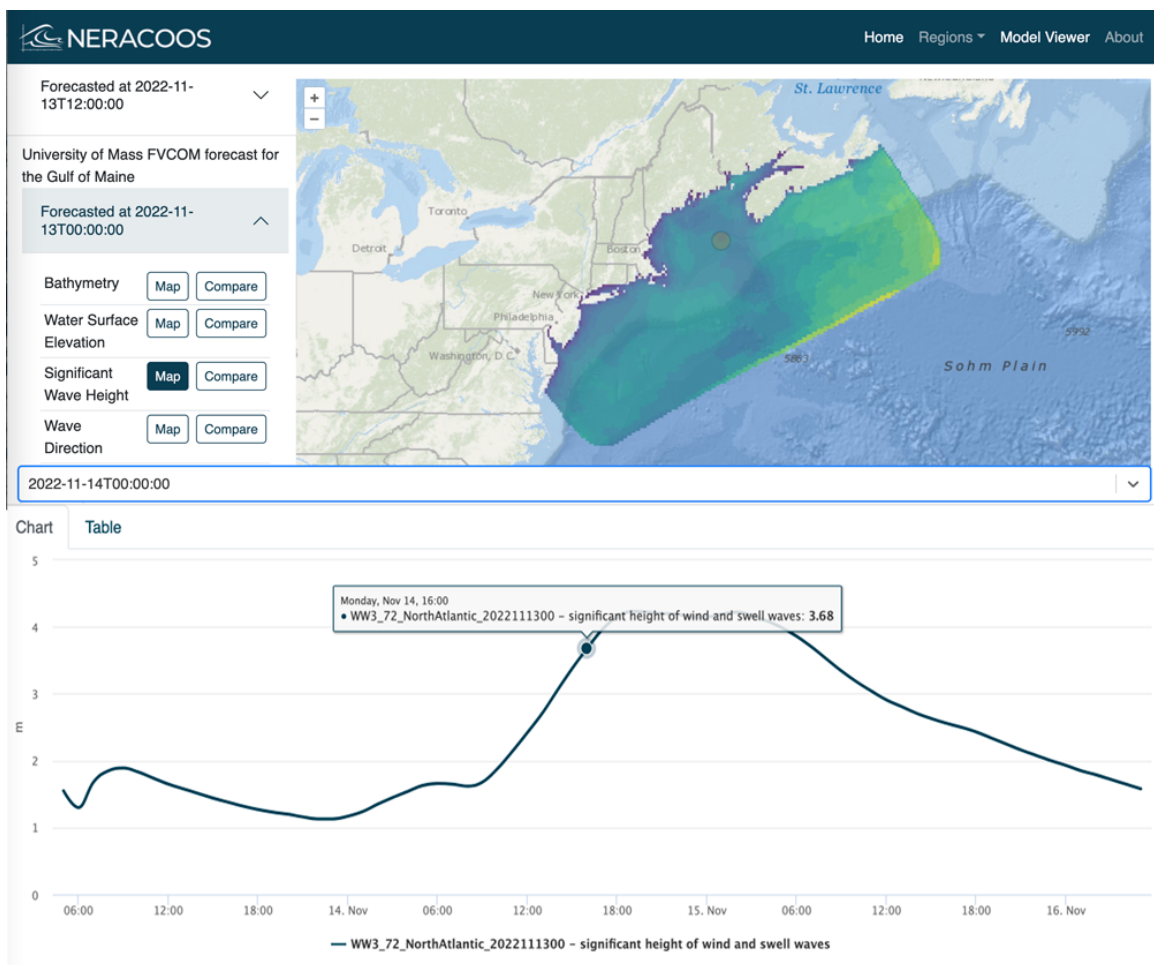 NERACOOS
Home Regions Model Viewer About
Forecasted at 2022-11-
13T12:00:00
University of Mass FVCOM forecast for
the Gulf of Maine
Forecasted at 2022-11-
13T00:00:00
Bathymetry Map Compare
Water Surface
Elevation
Map Compare
Significant
Wave Height
Map Compare
Wave
Direction
Map Compare
+
−
St. Lawrence
Toronto
Detroit
Boston
New York
Philadelphia
Washington, D.C.
5992
5863
Sohm Plain
2022-11-14T00:00:00
Chart Table
Monday, Nov 14, 16:00
• WW3_72_NorthAtlantic_2022111300 – significant height of wind and swell waves: 3.68
5
4
3
m
2
1
0
06:00 12:00 18:00 14. Nov 06:00 12:00 18:00 15. Nov 06:00 12:00 18:00 16. Nov
WW3_72_NorthAtlantic_2022111300 – significant height of wind and swell waves